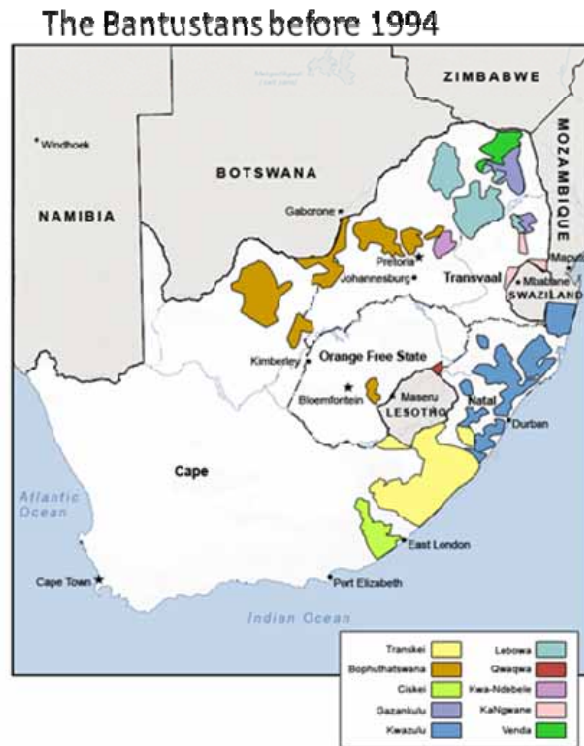 The Bantustans before 1994
ZIMBABWE
MOZAMBIQUE
Windhoek
BOTSWANA
NAMIBIA
Gaborone
Pretoria
Johannesburg
Transvaal
Mbabane
SWAZILAND
Kimberley
Orange Free State
Bloemfontein
Maseru
LESOTHO
Natal
Durban
Cape
Atlantic
Ocean
East London
Cape Town
Port Elizabeth
Indian Ocean
Transkei
Lebowa
Bophuthatswana
Qwaqwa
Ciskei
Kwa-Ndebele
Gazankulu
KaNgwane
Kwazulu
Venda